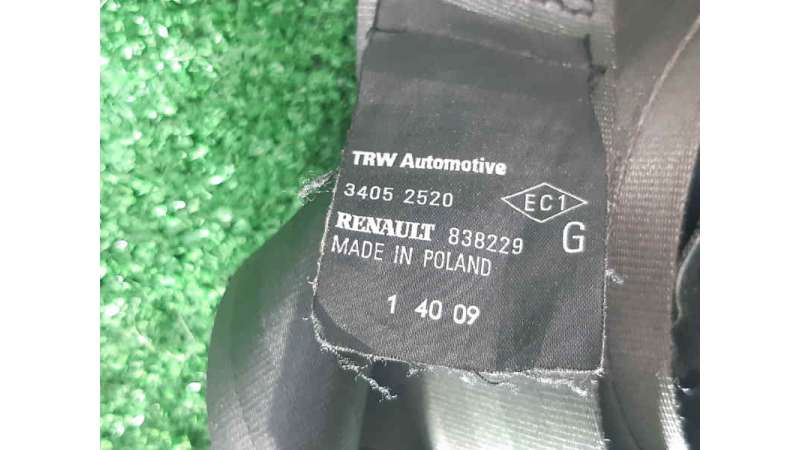 TRW Automotive
3405 2520 EC1
RENAULT 838229 G
MADE IN POLAND
1 40 09